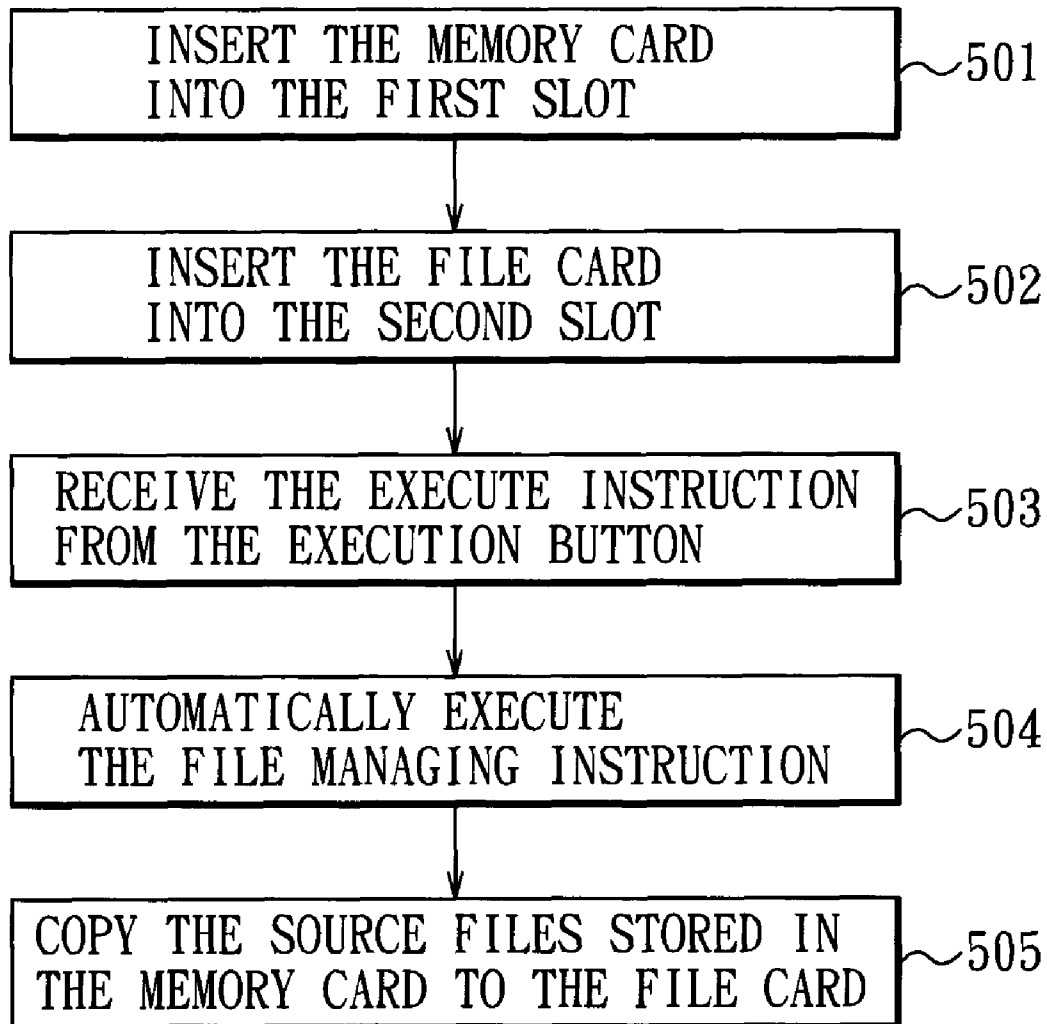 INSERT THE MEMORY CARD
INTO THE FIRST SLOT
501
INSERT THE FILE CARD
INTO THE SECOND SLOT
502
RECEIVE THE EXECUTE INSTRUCTION
FROM THE EXECUTION BUTTON
503
AUTOMATICALLY EXECUTE
THE FILE MANAGING INSTRUCTION
504
COPY THE SOURCE FILES STORED IN
THE MEMORY CARD TO THE FILE CARD
505